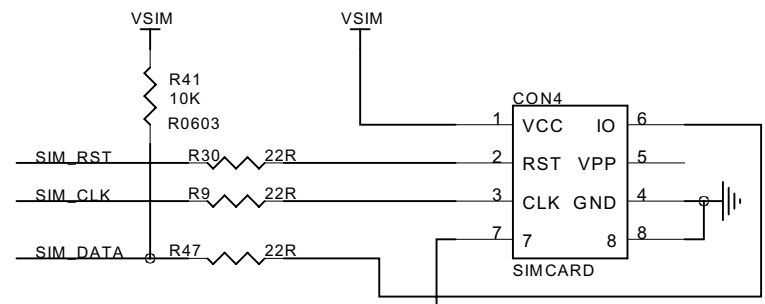 VSIM
VSIM
R41
10K
R0603
CON4
1 VCC IO 6
SIM_RST R30 22R 2 RST VPP 5
SIM_CLK R9 22R 3 CLK GND 4
7 7 8 8
SIM_DATA R47 22R
SIMCARD